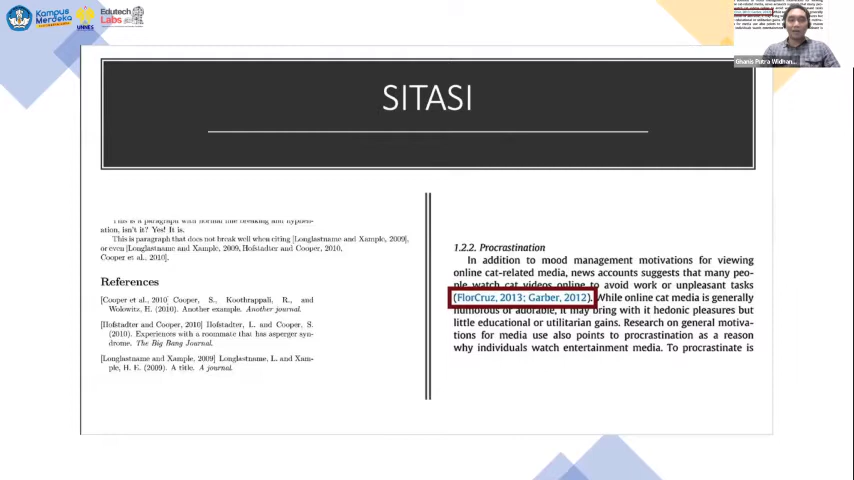 Kampus
Merdeka
INDONESIA JAYA
UNNES
Edutech
Labs
Ghanis Putra Widhan...
SITASI
This is a paragraph with normal line breaking and hyphen-
ation, isn't it? Yes! It is.
This is paragraph that does not break well when citing [Longlastname and Xample, 2009],
or even [Longlastname and Xample, 2009, Hofstadter and Cooper, 2010,
Cooper et al., 2010].
References
[Cooper et al., 2010] Cooper, S., Koothrappali, R., and
Wolowitz, H. (2010). Another example. Another journal.
[Hofstadter and Cooper, 2010] Hofstadter, L. and Cooper, S.
(2010). Experiences with a roommate that has asperger syn-
drome. The Big Bang Journal.
[Longlastname and Xample, 2009] Longlastname, L. and Xam-
ple, H. E. (2009). A title. A journal.
1.2.2. Procrastination
In addition to mood management motivations for viewing
online cat-related media, news accounts suggests that many peo-
ple watch cat videos online to avoid work or unpleasant tasks
(FlorCruz, 2013; Garber, 2012). While online cat media is generally
humorous or adorable, it may bring with it hedonic pleasures but
little educational or utilitarian gains. Research on general motiva-
tions for media use also points to procrastination as a reason
why individuals watch entertainment media. To procrastinate is